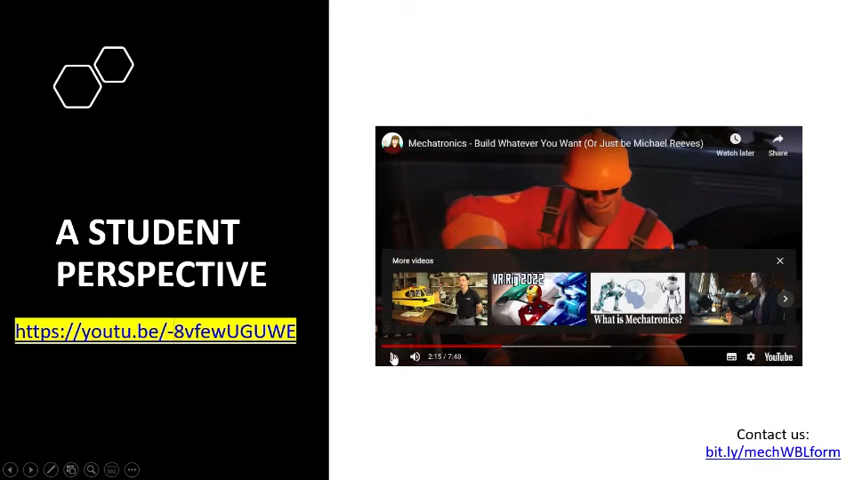 A STUDENT
PERSPECTIVE
https://youtu.be/-8vfewUGUWE
Mechatronics - Build Whatever You Want (Or Just be Michael Reeves)
Watch later
Share
More videos
VR Rig 2022
What is Mechatronics?
2:15 / 7:48
YouTube
Contact us:
bit.ly/mechWBLform